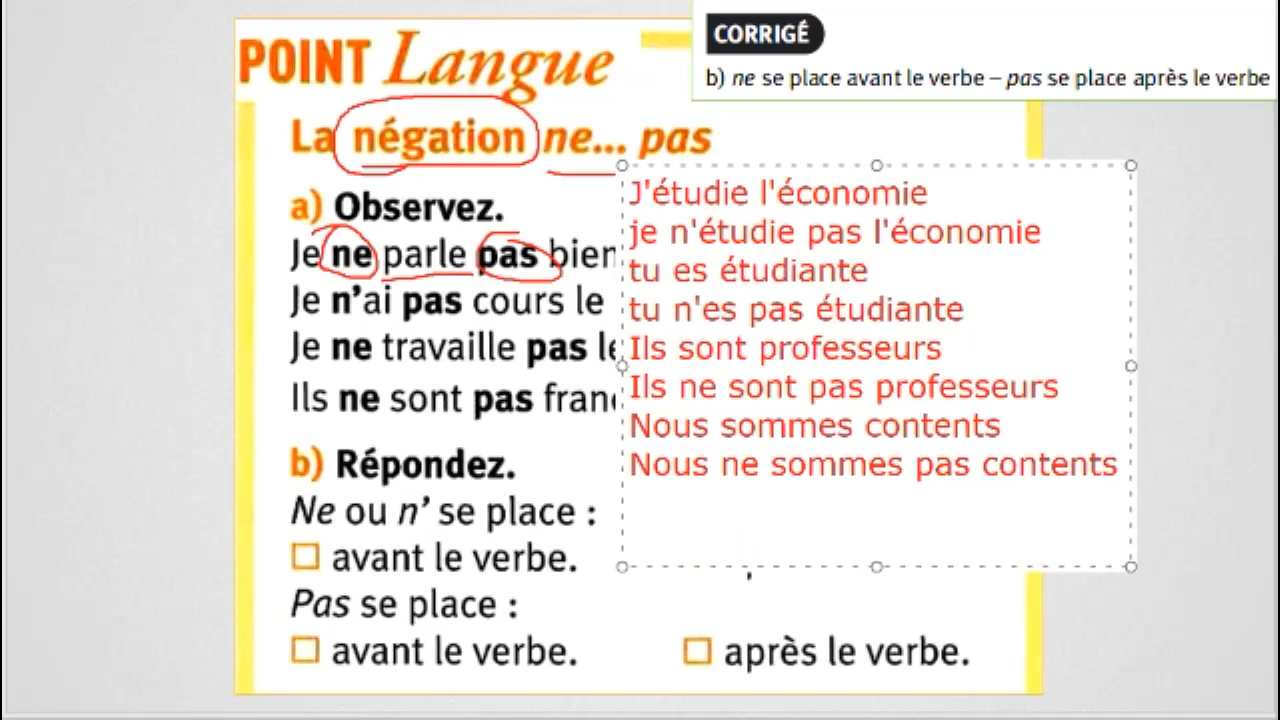 POINT Langue
CORRIGÉ
b) ne se place avant le verbe – pas se place après le verbe
La négation ne... pas
a) Observez.
Je ne parle pas bien
Je n'ai pas cours le
Je ne travaille pas
Ils ne sont pas
b) Répondez.
Ne ou n' se place :
avant le verbe.
Pas se place :
avant le verbe.
après le verbe.
J'étudie l'économie
je n'étudie pas l'économie
tu es étudiante
tu n'es pas étudiante
Ils sont professeurs
Ils ne sont pas professeurs
Nous sommes contents
Nous ne sommes pas contents